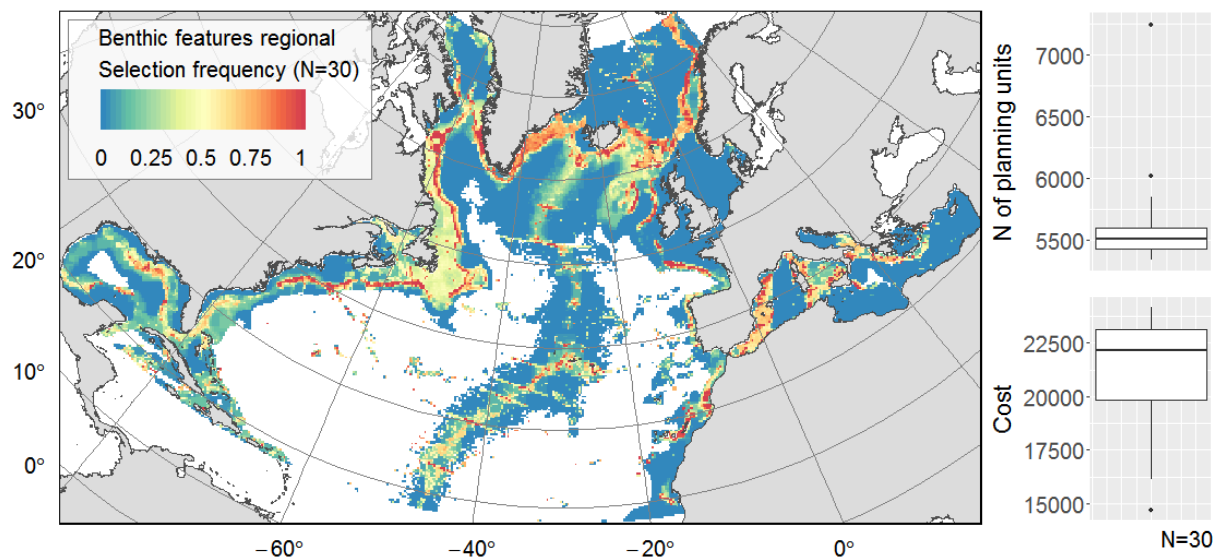 Benthic features regional
Selection frequency (N=30)
0 0.25 0.5 0.75 1
30°
20°
10°
0°
−60° −40° −20° 0°
N of planning units
7000
6500
6000
5500
Cost
22500
20000
17500
15000
N=30